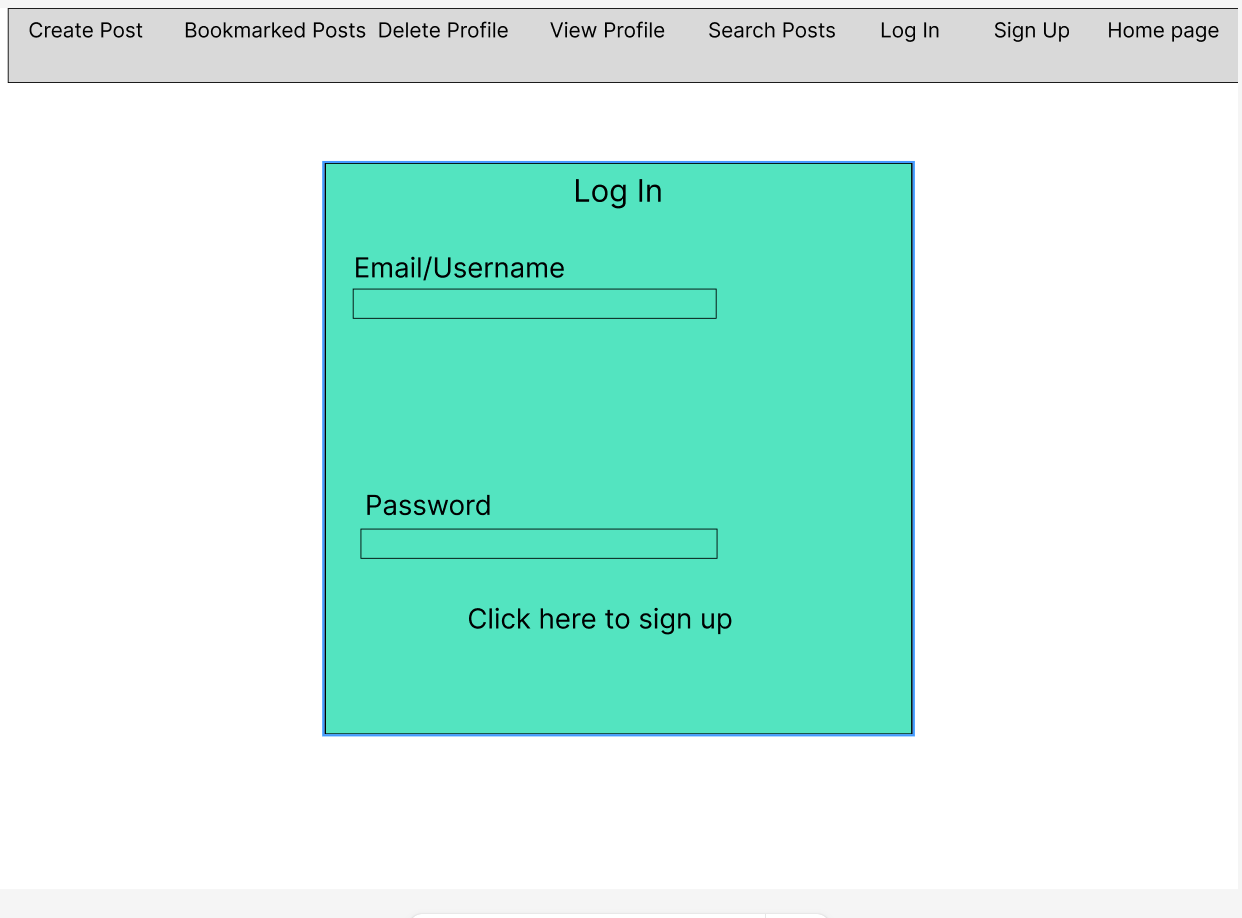 Create Post Bookmarked Posts Delete Profile View Profile Search Posts Log In Sign Up Home page
Log In
Email/Username
Password
Click here to sign up